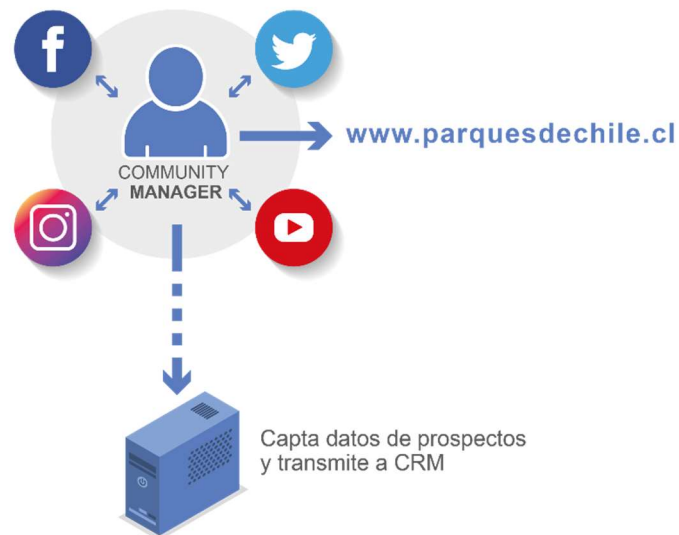 www.parquesdechile.cl
COMMUNITY
MANAGER
Capta datos de prospectos
y transmite a CRM